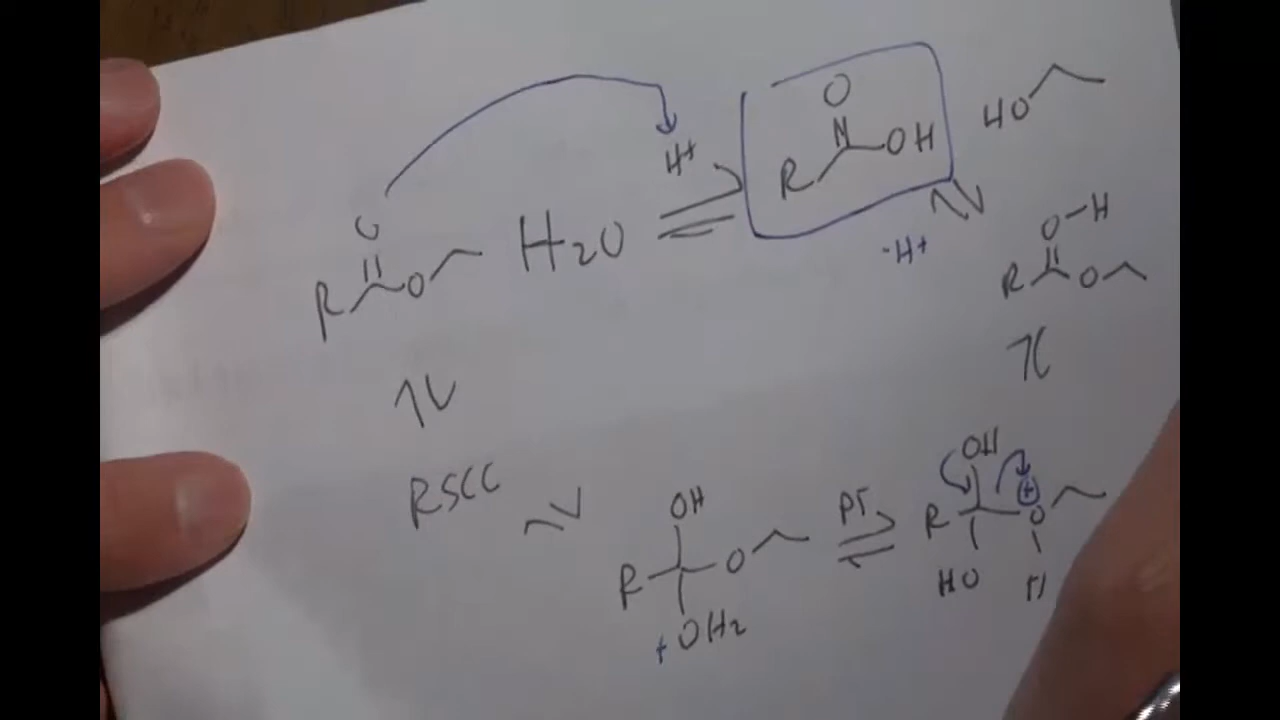 O
HO
H+
R OH
O H₂O
R O
-H+
O-H
R O
RSCC
OH
PT
OH
+
R O
R O
HO H
+OH₂